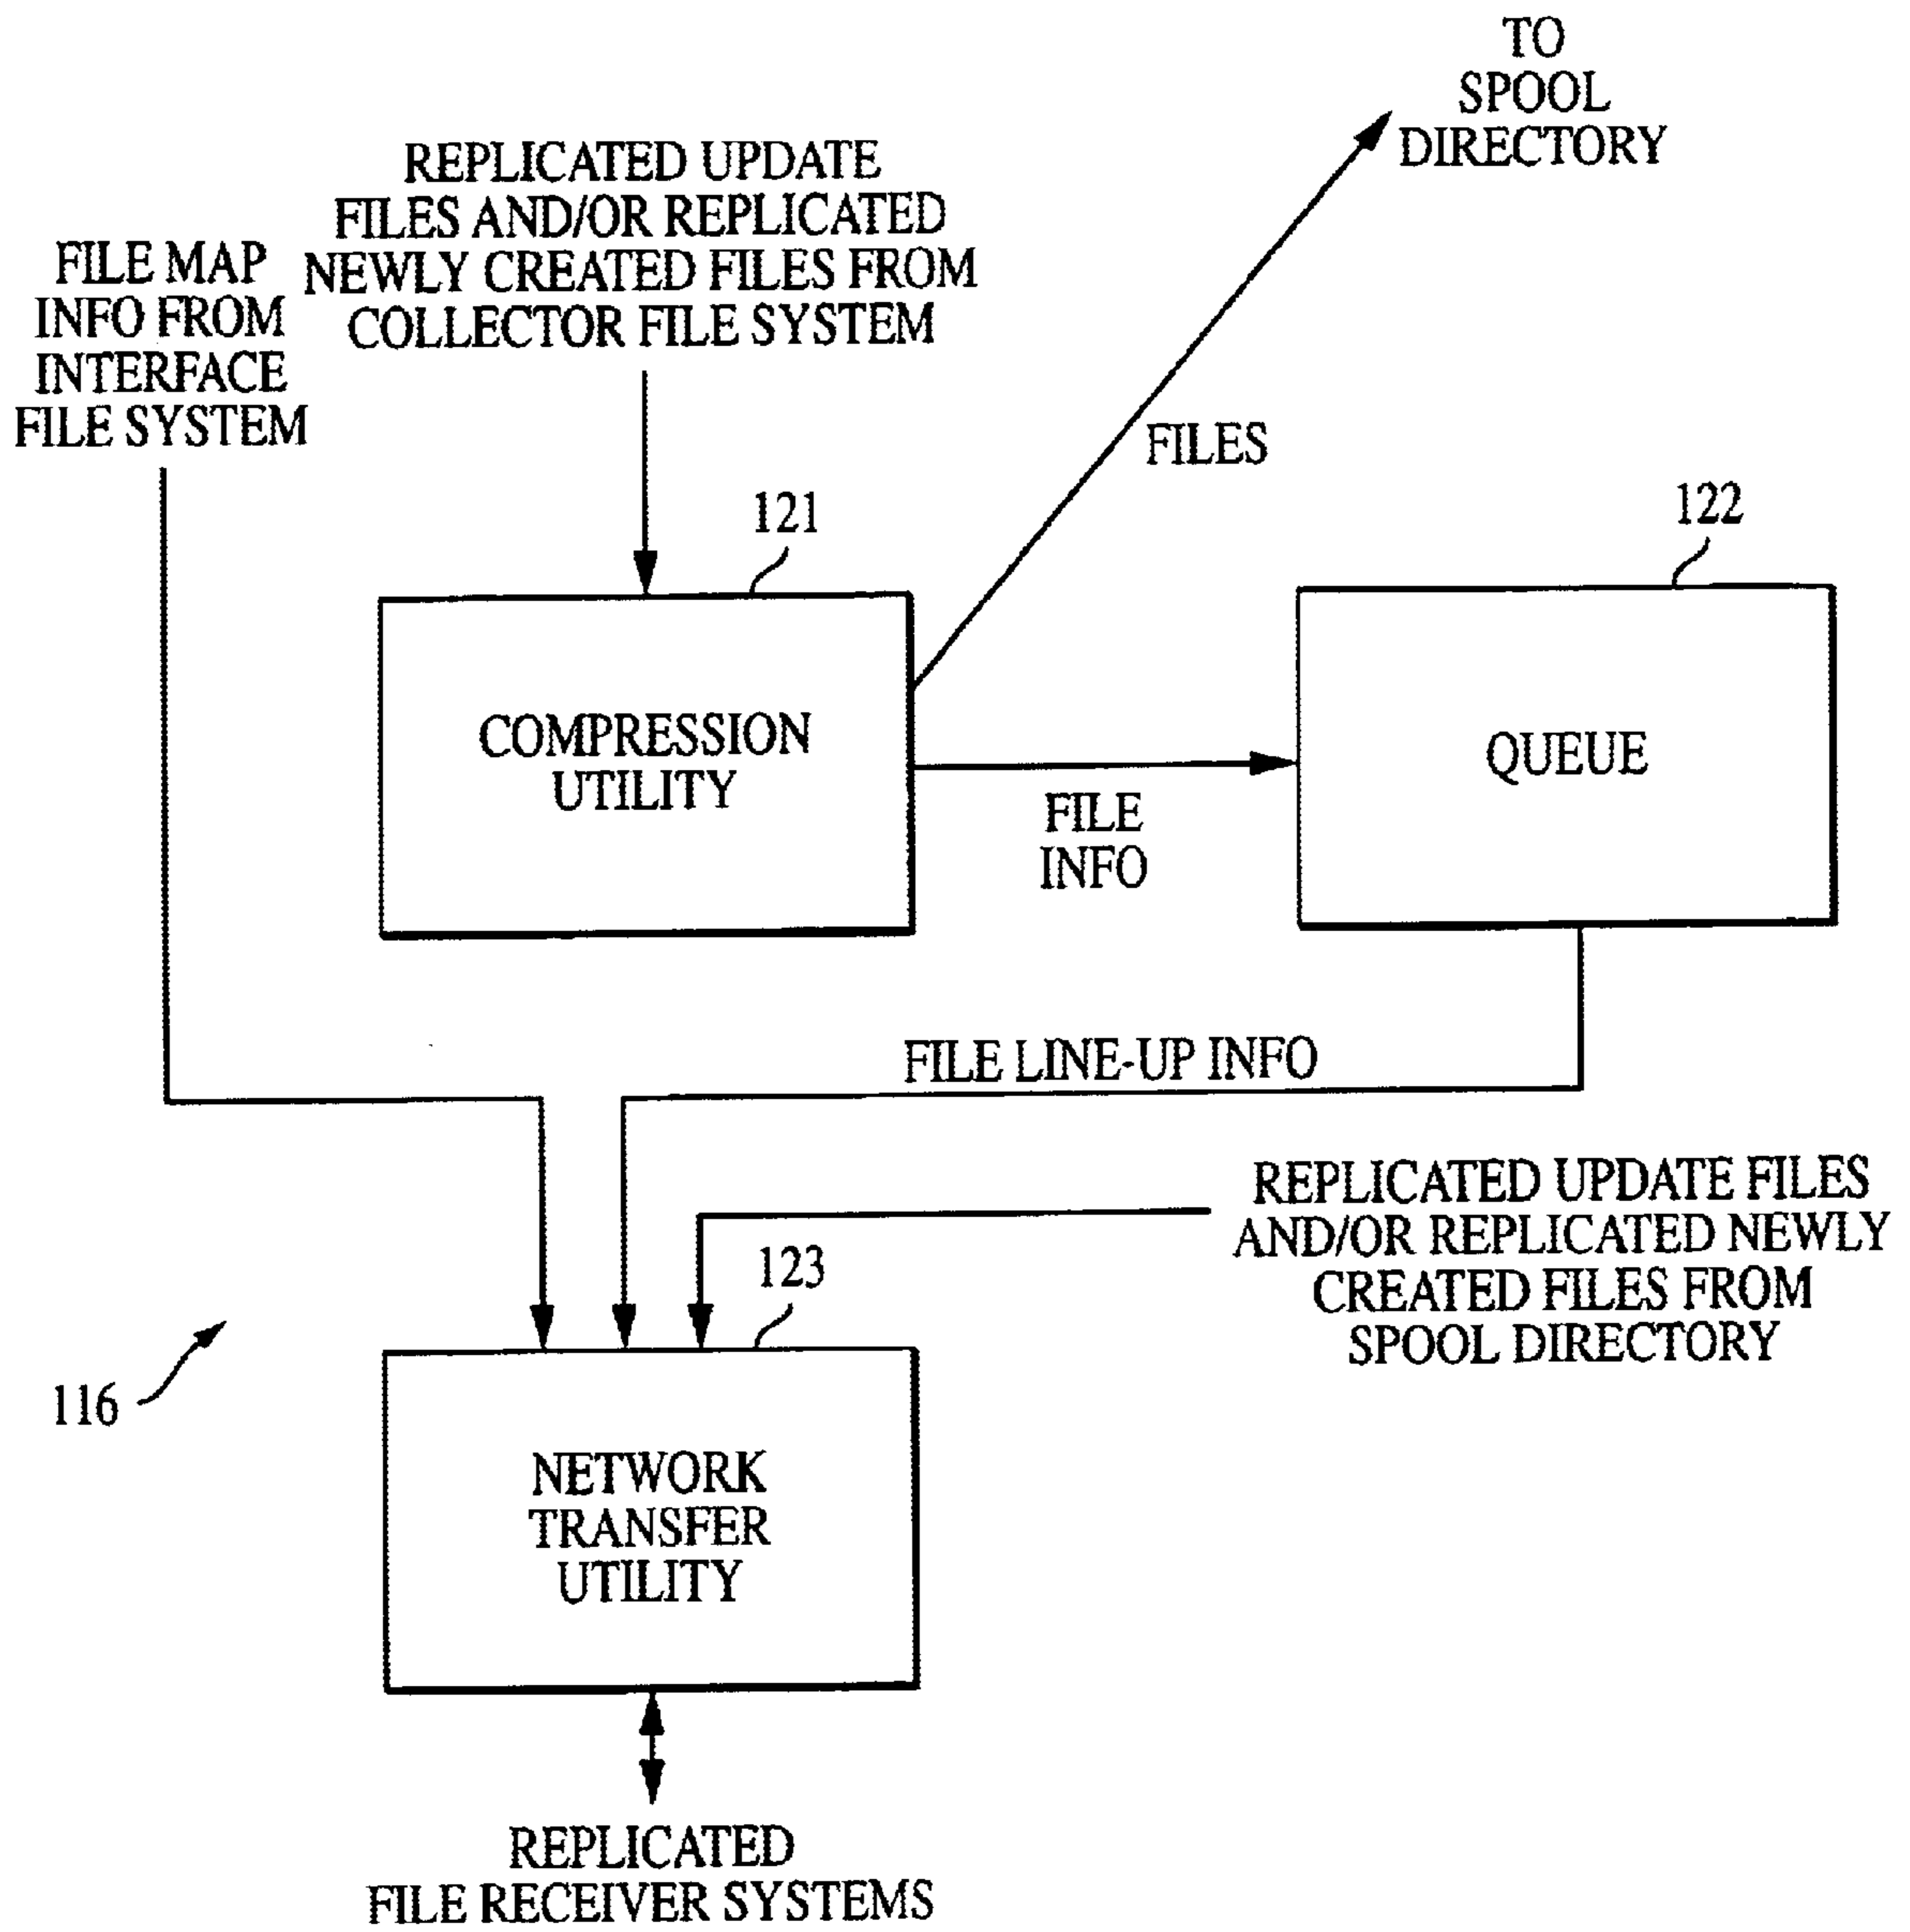 TO
SPOOL
DIRECTORY
REPLICATED UPDATE
FILES AND/OR REPLICATED
NEWLY CREATED FILES FROM
COLLECTOR FILE SYSTEM
FILE MAP
INFO FROM
INTERFACE
FILE SYSTEM
FILES
121
122
COMPRESSION
UTILITY
QUEUE
FILE
INFO
FILE LINE-UP INFO
REPLICATED UPDATE FILES
AND/OR REPLICATED NEWLY
CREATED FILES FROM
SPOOL DIRECTORY
123
116
NETWORK
TRANSFER
UTILITY
REPLICATED
FILE RECEIVER SYSTEMS